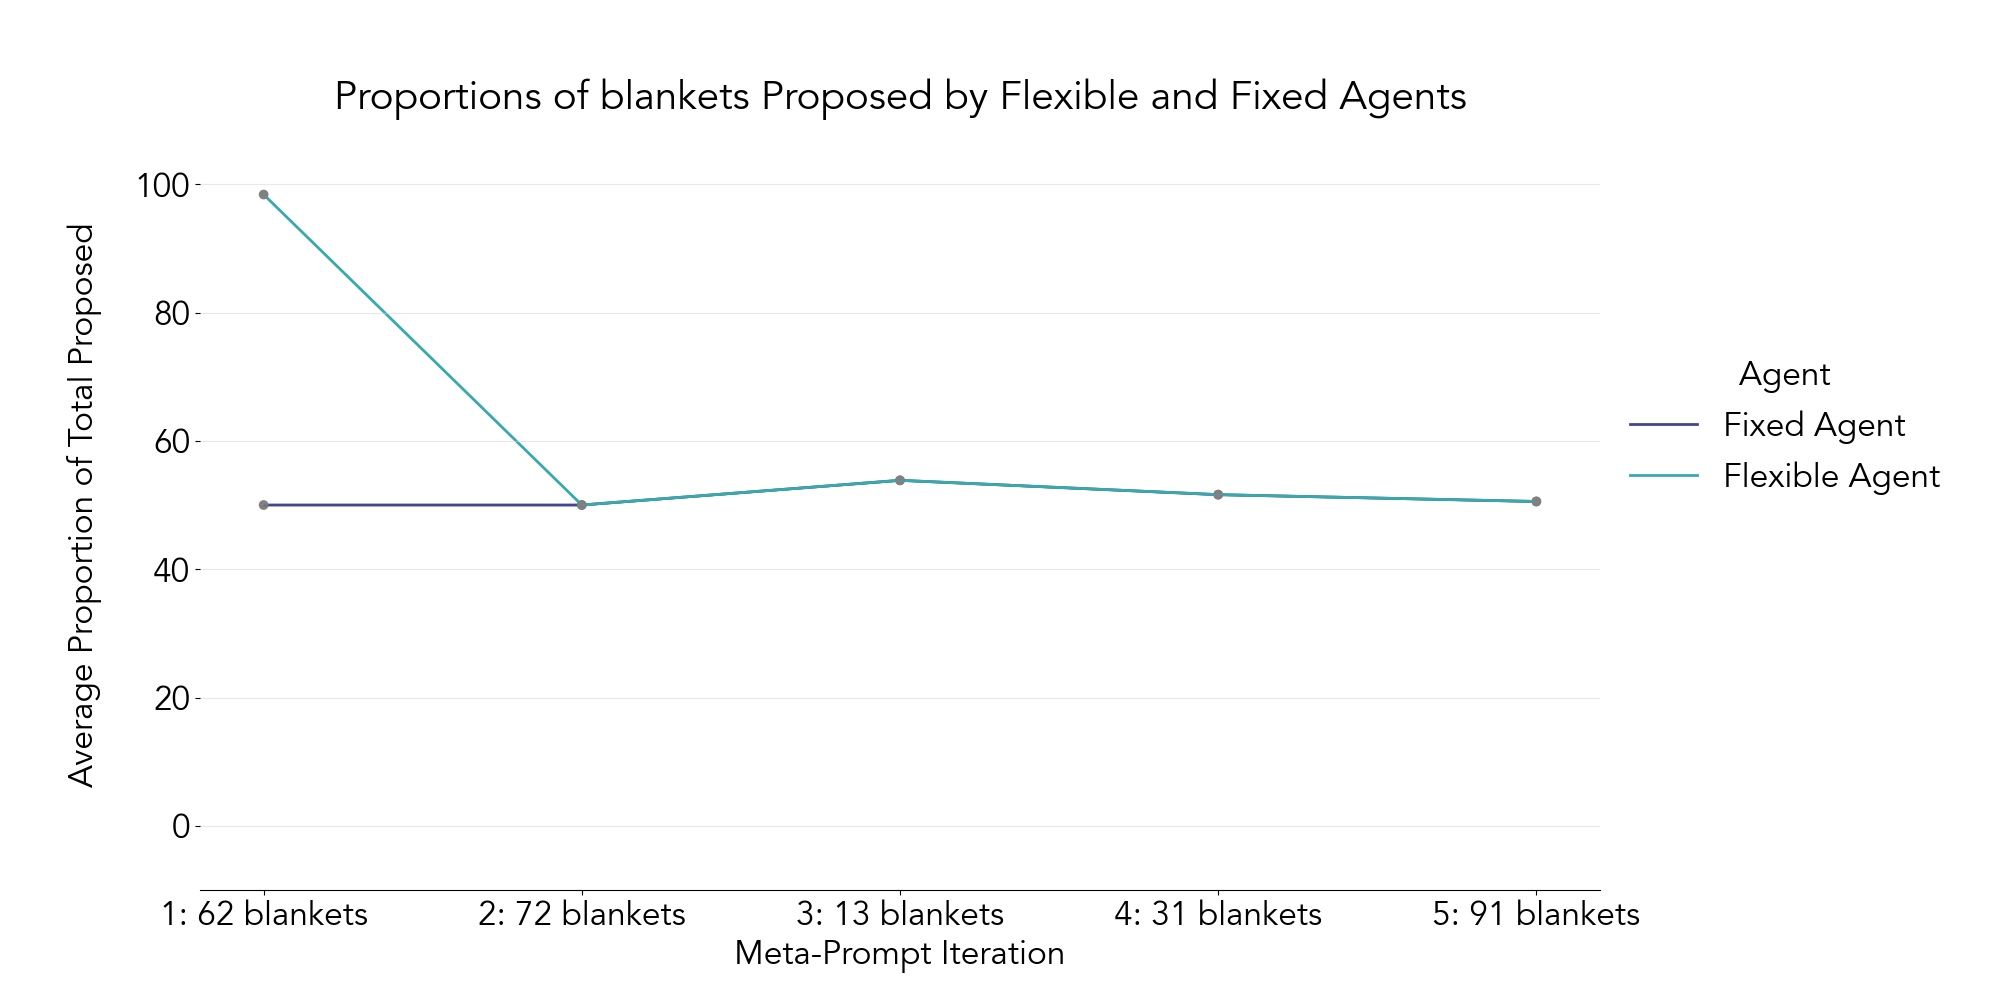 Proportions of blankets Proposed by Flexible and Fixed Agents
Average Proportion of Total Proposed
100
80
60
40
20
0
1: 62 blankets
2: 72 blankets
3: 13 blankets
4: 31 blankets
5: 91 blankets
Meta-Prompt Iteration
Agent
Fixed Agent
Flexible Agent